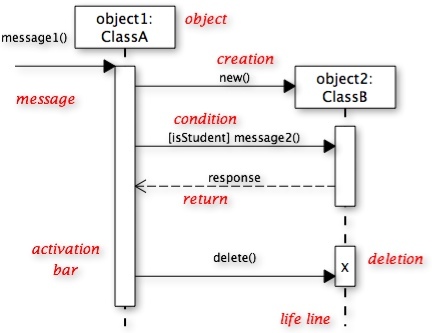 object1:
ClassA
object
message1()
creation
new()
object2:
ClassB
message
condition
[isStudent] message2()
response
return
activation
bar
delete()
x
deletion
life line